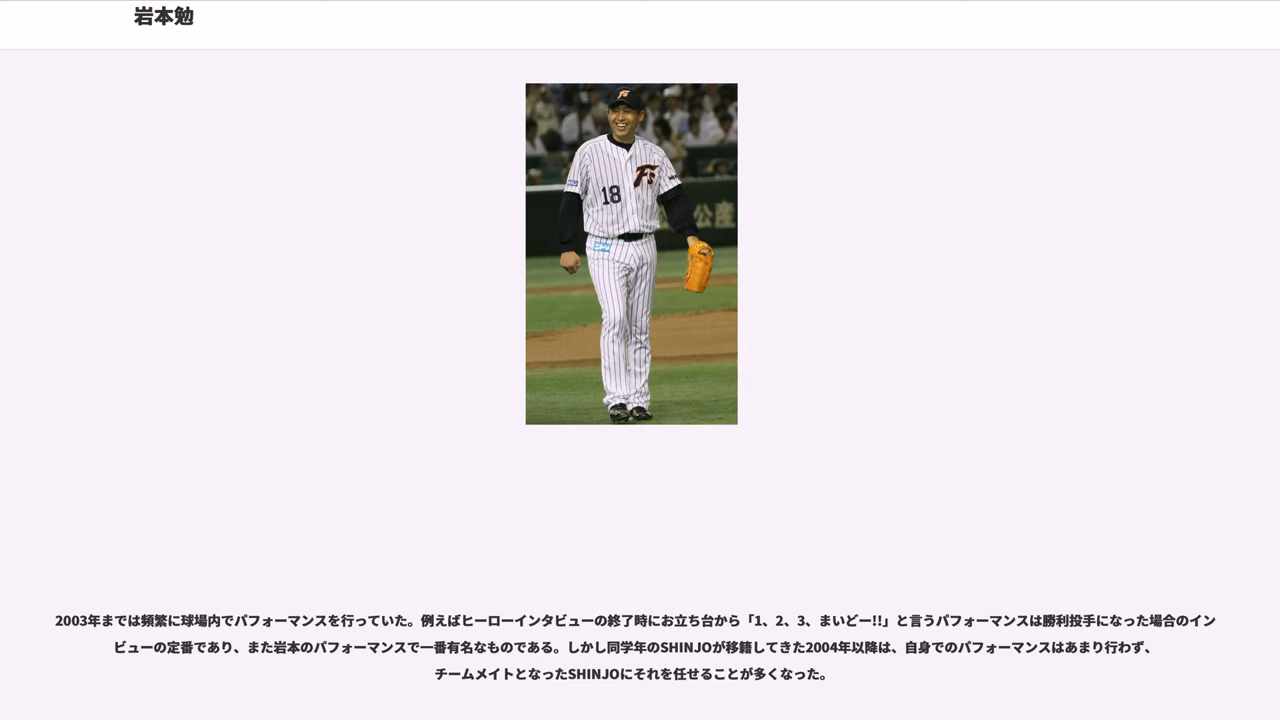 岩本勉
F's
18
F's
公産
2003年までは頻繁に球場内でパフォーマンスを行っていた。例えばヒーローインタビューの終了時にお立ち台から「1、2、3、まいどー!!」と言うパフォーマンスは勝利投手になった場合のイン
ビューの定番であり、また岩本のパフォーマンスで一番有名なものである。しかし同学年のSHINJOが移籍してきた2004年以降は、自身でのパフォーマンスはあまり行わず、
チームメイトとなったSHINJOにそれを任せることが多くなった。